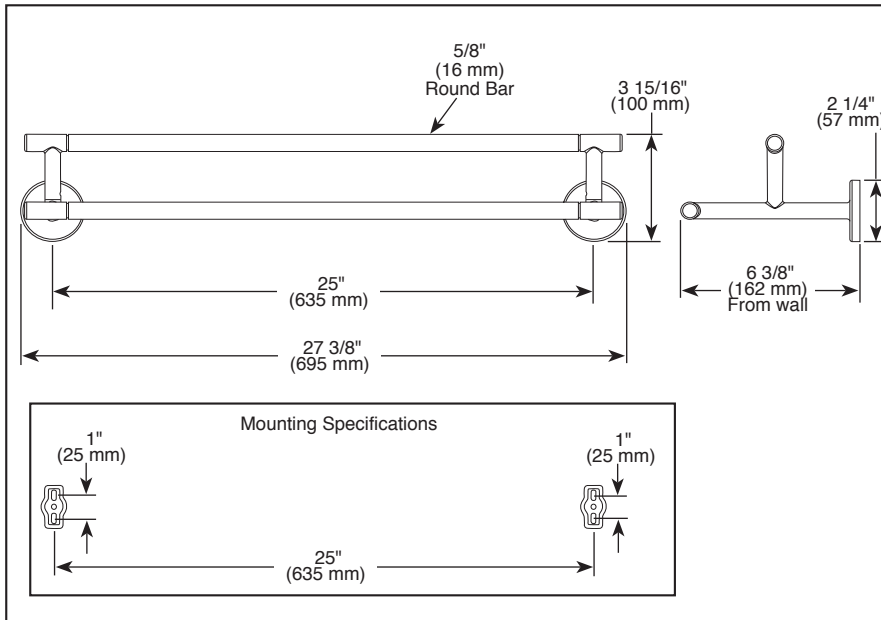 5/8"
(16 mm)
Round Bar
3 15/16"
(100 mm)
2 1/4"
(57 mm)
25"
(635 mm)
6 3/8"
(162 mm)
From wall
27 3/8"
(695 mm)
Mounting Specifications
1"
(25 mm)
1"
(25 mm)
25"
(635 mm)